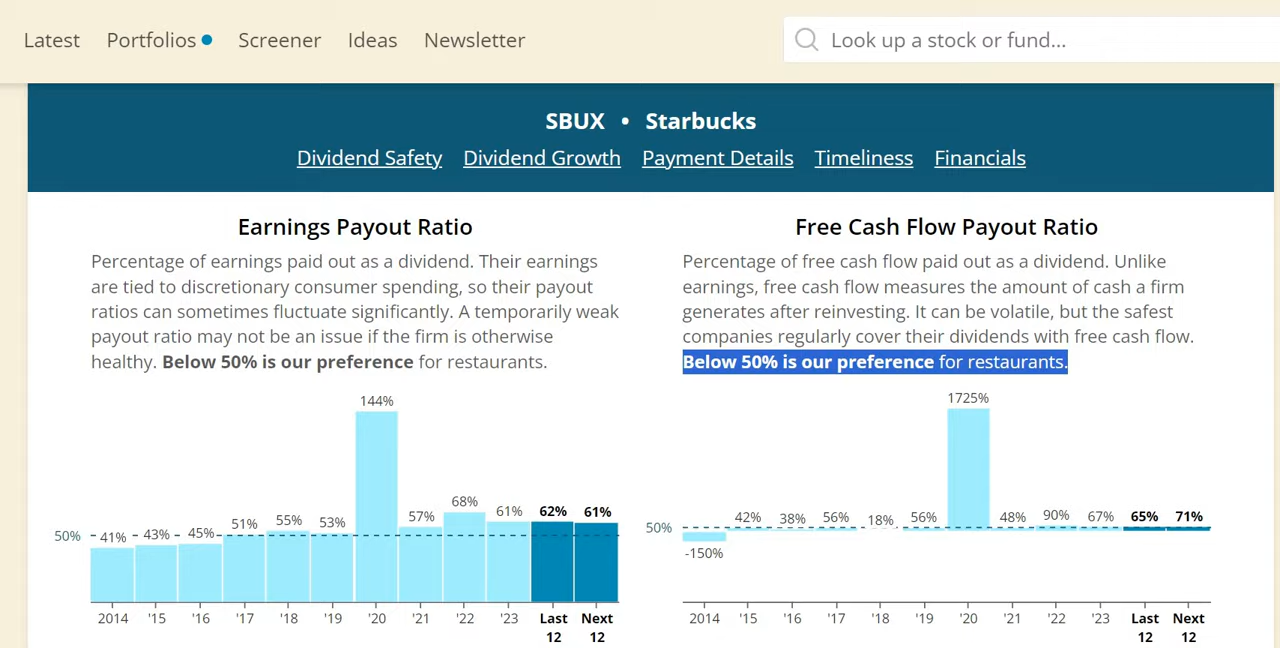 Latest Portfolios Screener Ideas Newsletter Look up a stock or fund...
SBUX • Starbucks
Dividend Safety Dividend Growth Payment Details Timeliness Financials
Earnings Payout Ratio
Percentage of earnings paid out as a dividend. Their earnings
are tied to discretionary consumer spending, so their payout
ratios can sometimes fluctuate significantly. A temporarily weak
payout ratio may not be an issue if the firm is otherwise
healthy. Below 50% is our preference for restaurants.
144%
68%
57% 61% 62% 61%
51% 55% 53%
50% 41% 43% 45%
2014 '15 '16 '17 '18 '19 '20 '21 '22 '23 Last Next
12 12
Free Cash Flow Payout Ratio
Percentage of free cash flow paid out as a dividend. Unlike
earnings, free cash flow measures the amount of cash a firm
generates after reinvesting. It can be volatile, but the safest
companies regularly cover their dividends with free cash flow.
Below 50% is our preference for restaurants.
1725%
42% 38% 56% 18% 56% 48% 90% 67% 65% 71%
50%
-150%
2014 '15 '16 '17 '18 '19 '20 '21 '22 '23 Last Next
12 12